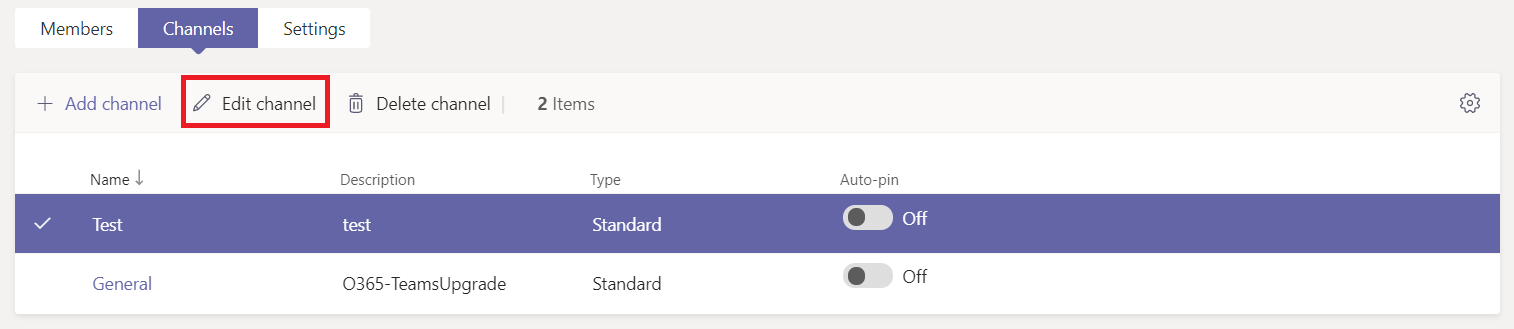 Members Channels Settings
Add channel Edit channel Delete channel 2 Items
Name Description Type Auto-pin
Test test Standard Off
General O365-TeamsUpgrade Standard Off